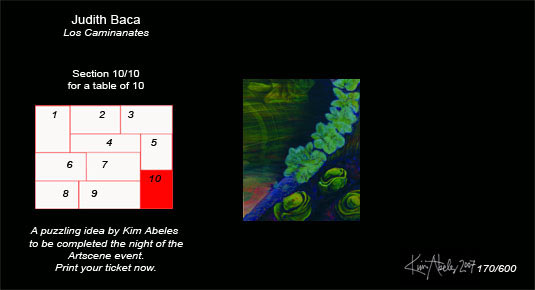 Judith Baca
Los Caminanates
Section 10/10
for a table of 10
1 2 3
4 5
6 7
10
8 9
A puzzling idea by Kim Abeles
to be completed the night of the
Artscene event.
Print your ticket now.
Kim Abeles 2007 170/600